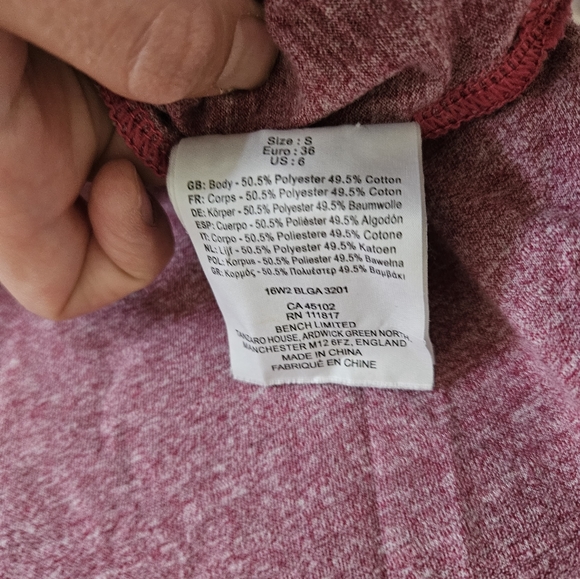 Size : S
Euro : 36
US : 6
GB: Body - 50.5% Polyester 49.5% Cotton
FR: Corps - 50.5% Polyester 49.5% Coton
DE: Körper - 50.5% Polyester 49.5% Baumwolle
ESP: Cuerpo - 50.5% Poliéster 49.5% Algodón
IT: Corpo - 50.5% Poliestere 49.5% Cotone
NL: Lijf - 50.5% Polyester 49.5% Katoen
POL: Korpus - 50.5% Poliester 49.5% Bawełna
GR: Κορμός - 50.5% Πολυέστερ 49.5% Βαμβάκι
16W2 BLGA 3201
CA 45102
RN 111817
BENCH LIMITED
HOUSE, ARDWICK GREEN NORTH,
MANCHESTER M12 6FZ, ENGLAND
MADE IN CHINA
FABRIQUÉ EN CHINE